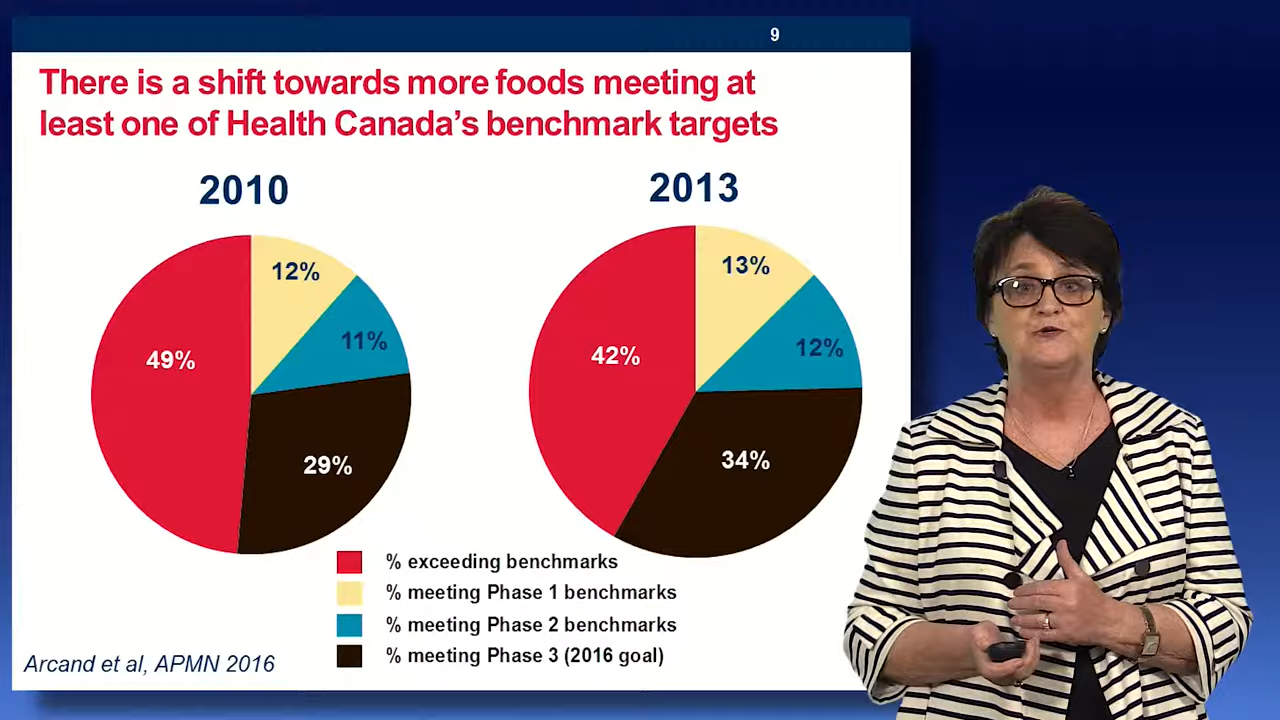 9
There is a shift towards more foods meeting at
least one of Health Canada's benchmark targets
2010
2013
12%
11%
29%
49%
13%
12%
34%
42%
% exceeding benchmarks
% meeting Phase 1 benchmarks
% meeting Phase 2 benchmarks
% meeting Phase 3 (2016 goal)
Arcand et al, APMN 2016